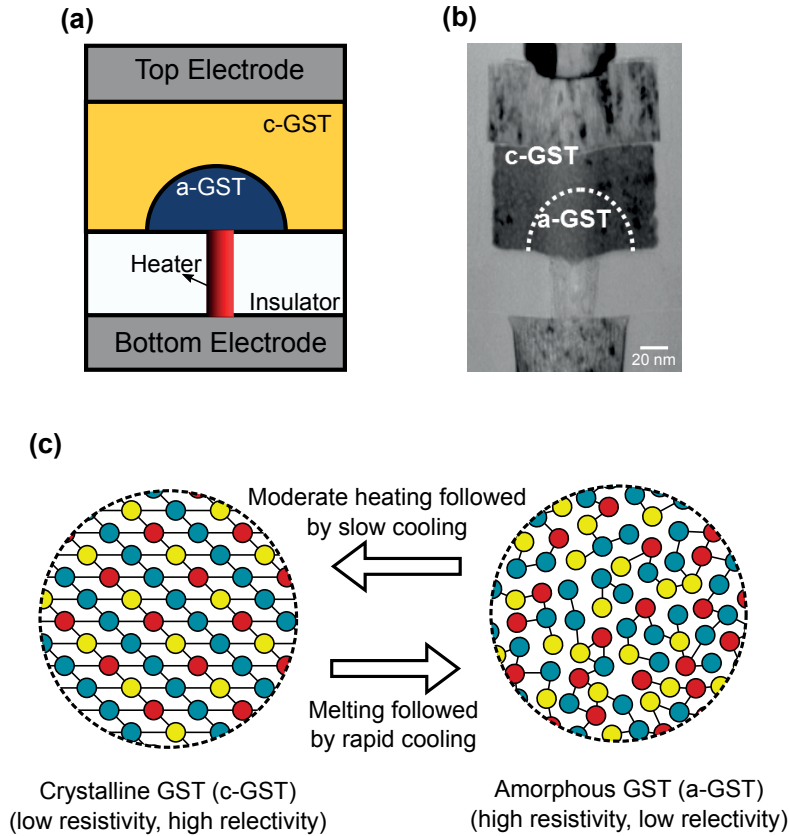 (a)
Top Electrode
c-GST
a-GST
Heater
Insulator
Bottom Electrode
(b)
c-GST
a-GST
20 nm
(c)
Moderate heating followed
by slow cooling
Melting followed
by rapid cooling
Crystalline GST (c-GST)
(low resistivity, high relectivity)
Amorphous GST (a-GST)
(high resistivity, low relectivity)